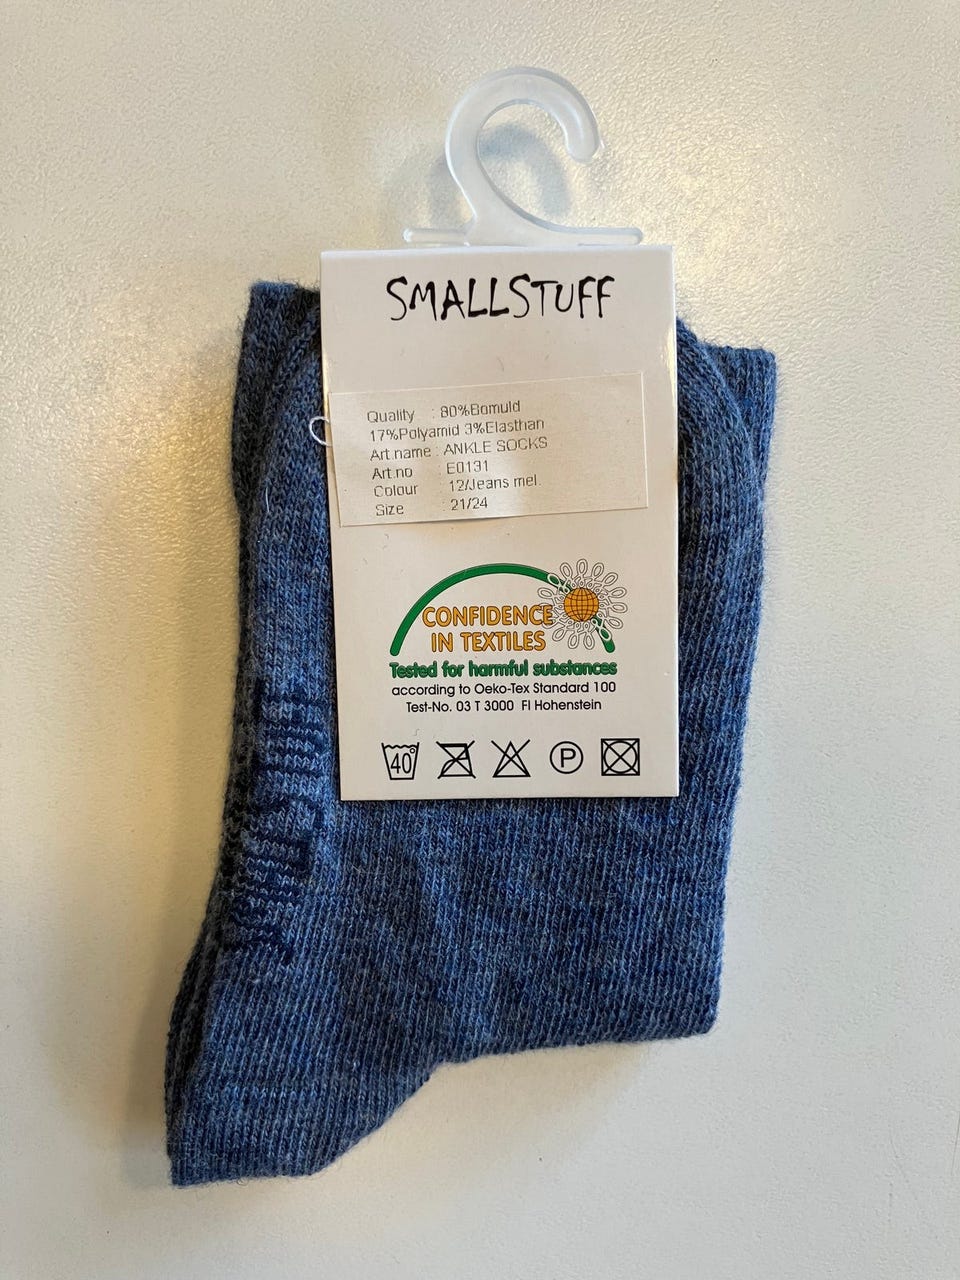 SMALLSTUFF
Quality : 80%Bomuld
17%Polyamid 3%Elasthan
Art.name : ANKLE SOCKS
Art.no : E0131
Colour : 12/Jeans mel.
Size : 21/24
CONFIDENCE
IN TEXTILES
Tested for harmful substances
according to Oeko-Tex Standard 100
Test-No. 03 T 3000 FI Hohenstein
40°
P